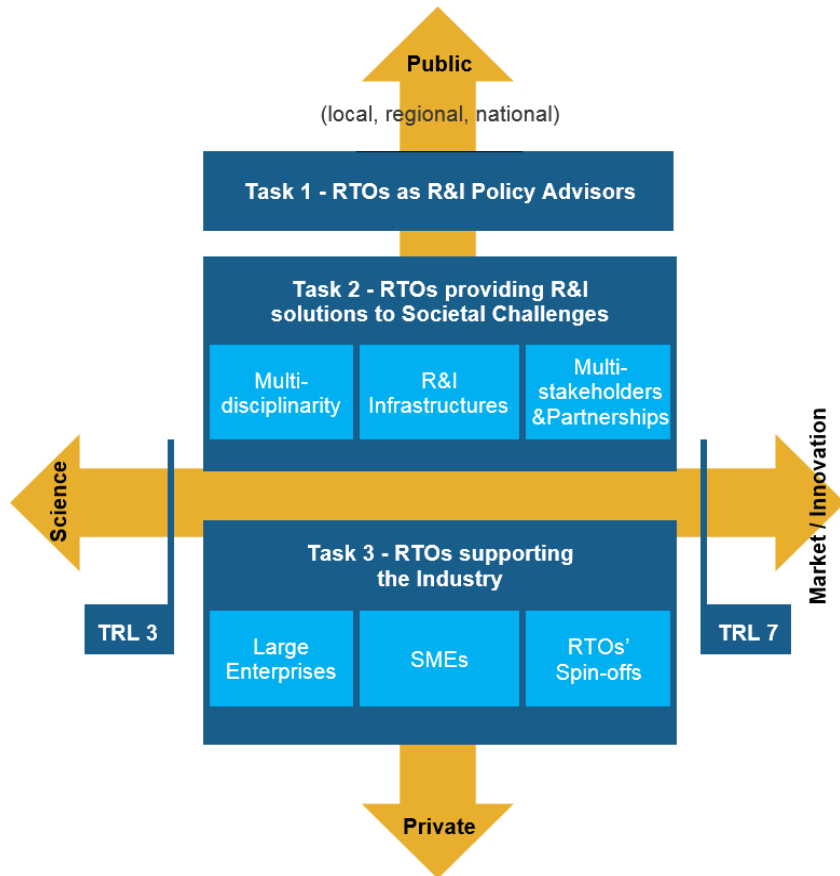 Public
(local, regional, national)
Task 1 - RTOs as R&I Policy Advisors
Task 2 - RTOs providing R&I
solutions to Societal Challenges
Multi-
disciplinarity
R&I
Infrastructures
Multi-
stakeholders
&Partnerships
Science
Market / Innovation
Task 3 - RTOs supporting
the Industry
TRL 3
TRL 7
Large
Enterprises
SMEs
RTOs’
Spin-offs
Private